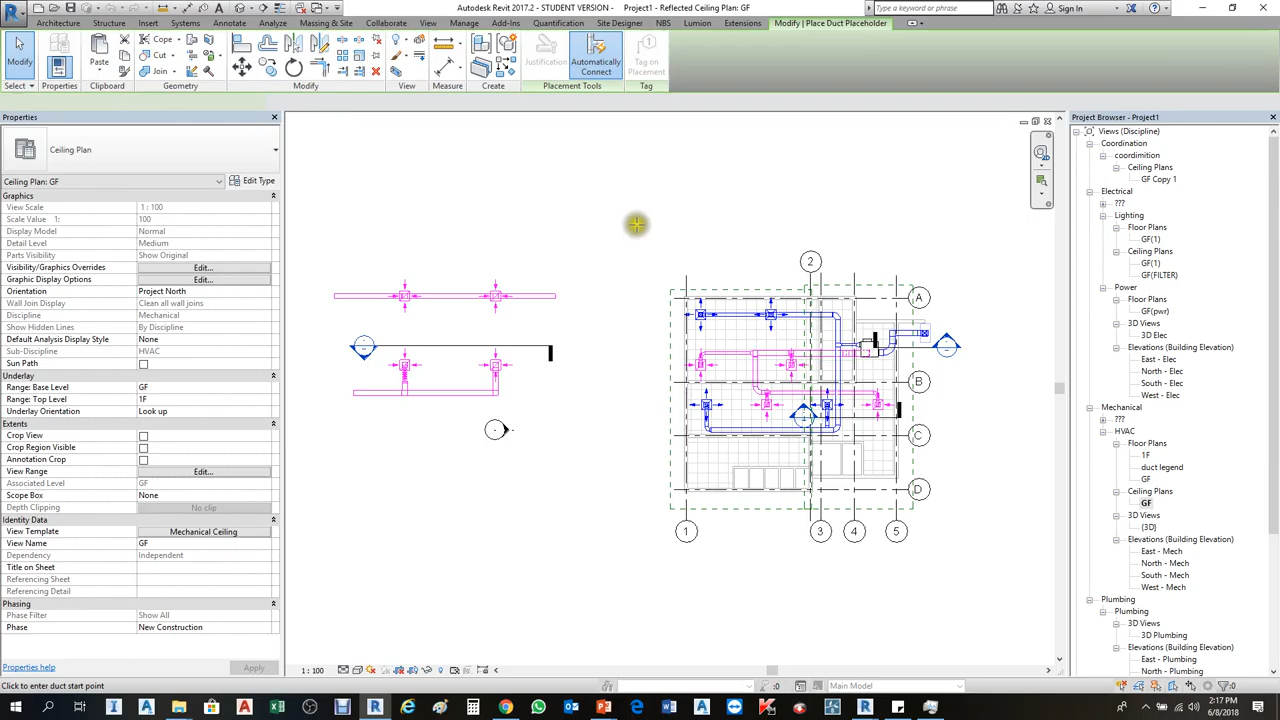 Autodesk Revit 2017.2 - STUDENT VERSION - Project1 - Reflected Ceiling Plan: GF
Type a keyword or phrase
Sign In
Architecture Structure Insert Systems Annotate Analyze Massing & Site Collaborate View Manage Add-Ins Quantification Site Designer NBS Lumion Extensions Modify | Place Duct Placeholder
Modify
Paste
Cope
Cut
Join
Justification
Automatically
Connect
Tag on
Placement
Select Properties Clipboard Geometry Modify View Measure Create Placement Tools Tag
Properties
Ceiling Plan
Ceiling Plan: GF
Edit Type
Graphics
View Scale 1 : 100
Scale Value 1: 100
Display Model Normal
Detail Level Medium
Parts Visibility Show Original
Visibility/Graphics Overrides Edit...
Graphic Display Options Edit...
Orientation Project North
Wall Join Display Clean all wall joins
Discipline Mechanical
Show Hidden Lines By Discipline
Default Analysis Display Style None
Sub-Discipline HVAC
Sun Path
Underlay
Range: Base Level GF
Range: Top Level 1F
Underlay Orientation Look up
Extents
Crop View
Crop Region Visible
Annotation Crop
View Range Edit...
Associated Level GF
Scope Box None
Depth Clipping No clip
Identity Data
View Template Mechanical Ceiling
View Name GF
Dependency Independent
Title on Sheet
Referencing Sheet
Referencing Detail
Phasing
Phase Filter Show All
Phase New Construction
Properties help
Apply
2
A
B
C
D
1 3 4 5
1 : 100
Project Browser - Project1
Views (Discipline)
Coordination
coordimition
Ceiling Plans
GF Copy 1
Electrical
???
Lighting
Floor Plans
GF(1)
Ceiling Plans
GF(1)
GF(FILTER)
Power
Floor Plans
GF(pwr)
3D Views
3D Elec
Elevations (Building Elevation)
East - Elec
North - Elec
South - Elec
West - Elec
Mechanical
???
HVAC
Floor Plans
1F
duct legend
GF
Ceiling Plans
GF
3D Views
{3D}
Elevations (Building Elevation)
East - Mech
North - Mech
South - Mech
West - Mech
Plumbing
Plumbing
3D Views
3D Plumbing
Elevations (Building Elevation)
East - Plumbing
North - Plumbing
Click to enter duct start point
:0
Main Model
:0
2:17 PM
6/8/2018